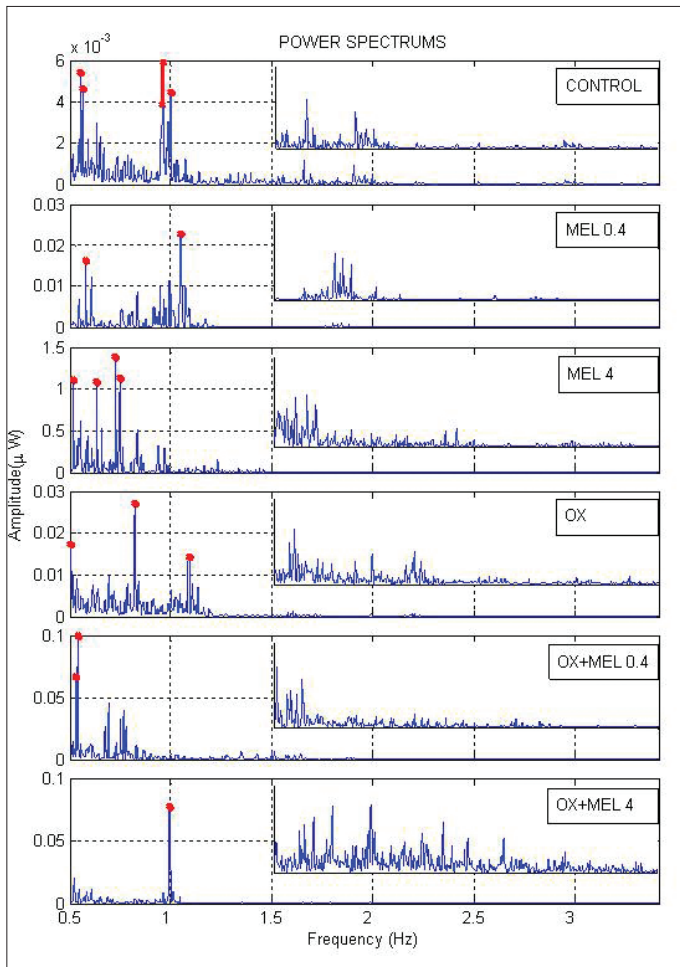 POWER SPECTRUMS
x 10-3
6
4
2
0
CONTROL
0.03
0.02
0.01
0
MEL 0.4
1.5
1
0.5
0
MEL 4
Amplitude(μ W)
0.03
0.02
0.01
0
OX
0.1
0.05
0
OX+MEL 0.4
0.1
0.05
0
OX+MEL 4
0.5 1 1.5 2 2.5 3
Frequency (Hz)